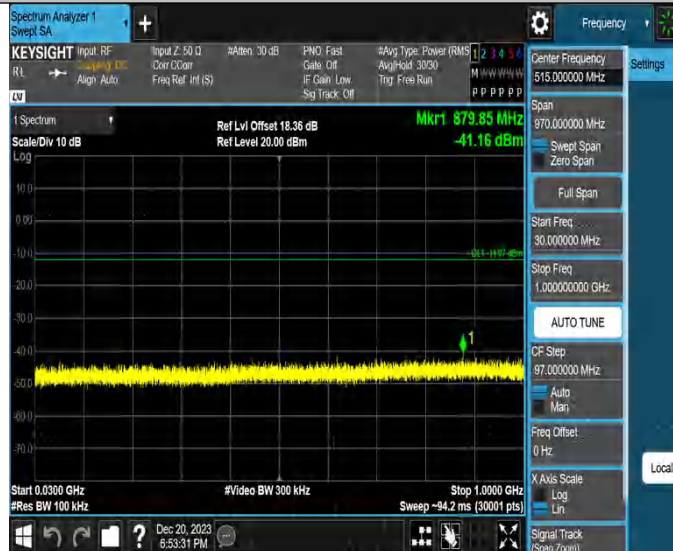 Spectrum Analyzer 1
Swept SA
+
Frequency
KEYSIGHT
Input: RF
Coupling: DC
Align: Auto
Input Z: 50 Ω
Corr CCorr
Freq Ref: Int (S)
#Atten: 30 dB
PNO: Fast
Gate: Off
IF Gain: Low
Sig Track: Off
#Avg Type: Power (RMS
Avg|Hold: 30/30
Trig: Free Run
1 2 3 4 5 6
M W W W W W
P P P P P P
RL
LXI
1 Spectrum
Scale/Div 10 dB
Ref Lvl Offset 18.36 dB
Ref Level 20.00 dBm
Mkr1 879.85 MHz
-41.16 dBm
Log
10.0
0.00
-10.0
-20.0
-30.0
-40.0
-50.0
-60.0
-70.0
1
Start 0.0300 GHz
#Res BW 100 kHz
#Video BW 300 kHz
Stop 1.0000 GHz
Sweep ~94.2 ms (30001 pts)
?
Dec 20, 2023
6:53:31 PM
Center Frequency
515.000000 MHz
Settings
Span
970.000000 MHz
Swept Span
Zero Span
Full Span
Start Freq
30.000000 MHz
Stop Freq
1.000000000 GHz
AUTO TUNE
CF Step
97.000000 MHz
Auto
Man
Freq Offset
0 Hz
X Axis Scale
Log
Lin
Local
Signal Track
(Span Zoom)